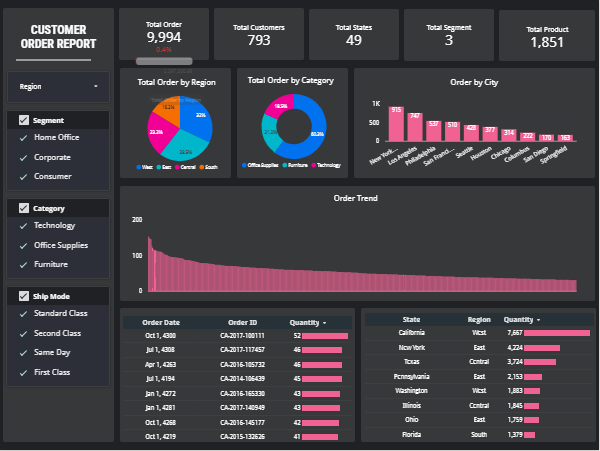 CUSTOMER
ORDER REPORT
Region
Segment
Home Office
Corporate
Consumer
Category
Technology
Office Supplies
Furniture
Ship Mode
Standard Class
Second Class
Same Day
First Class
Total Order
9,994
0.4%
Total Customers
793
Total States
49
Total Segment
3
Total Product
1,851
Total Order by Region
32%
28.5%
23.2%
16.2%
West East Central South
Total Order by Category
60.3%
21.2%
18.5%
Office Supplies Furniture Technology
Order by City
1K
500
0
915 747 537 510 428 377 314 222 170 163
New York... Los Angeles Philadelphia San Franci... Seattle Houston Chicago Columbus San Diego Springfield
Order Trend
200
100
0
Order Date Order ID Quantity
Oct 1, 4300 CA-2017-100111 52
Jul 1, 4308 CA-2017-117457 46
Apr 1, 4263 CA-2016-105732 46
Jul 1, 4194 CA-2014-106439 45
Jan 1, 4272 CA-2016-165330 43
Jan 1, 4281 CA-2017-140949 43
Oct 1, 4268 CA-2016-145177 42
Oct 1, 4219 CA-2015-132626 41
State Region Quantity
California West 7,667
New York East 4,224
Texas Central 3,724
Pennsylvania East 2,153
Washington West 1,883
Illinois Central 1,845
Ohio East 1,759
Florida South 1,379